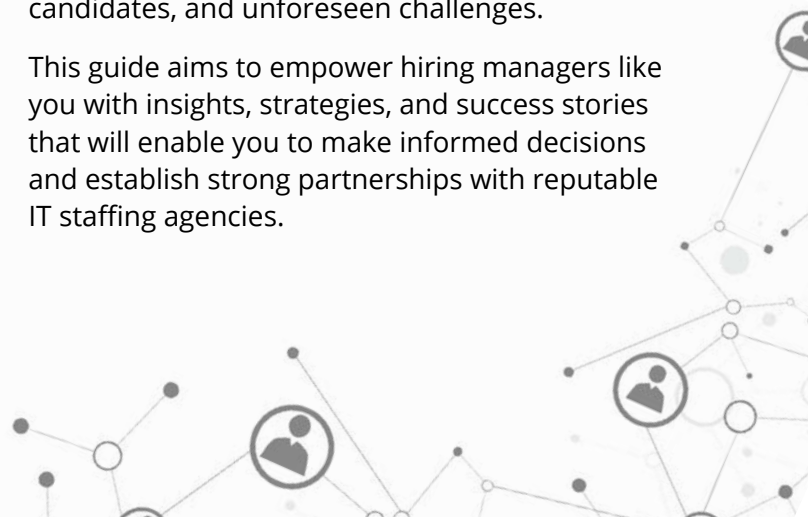 candidates, and unforeseen challenges.
This guide aims to empower hiring managers like
you with insights, strategies, and success stories
that will enable you to make informed decisions
and establish strong partnerships with reputable
IT staffing agencies.